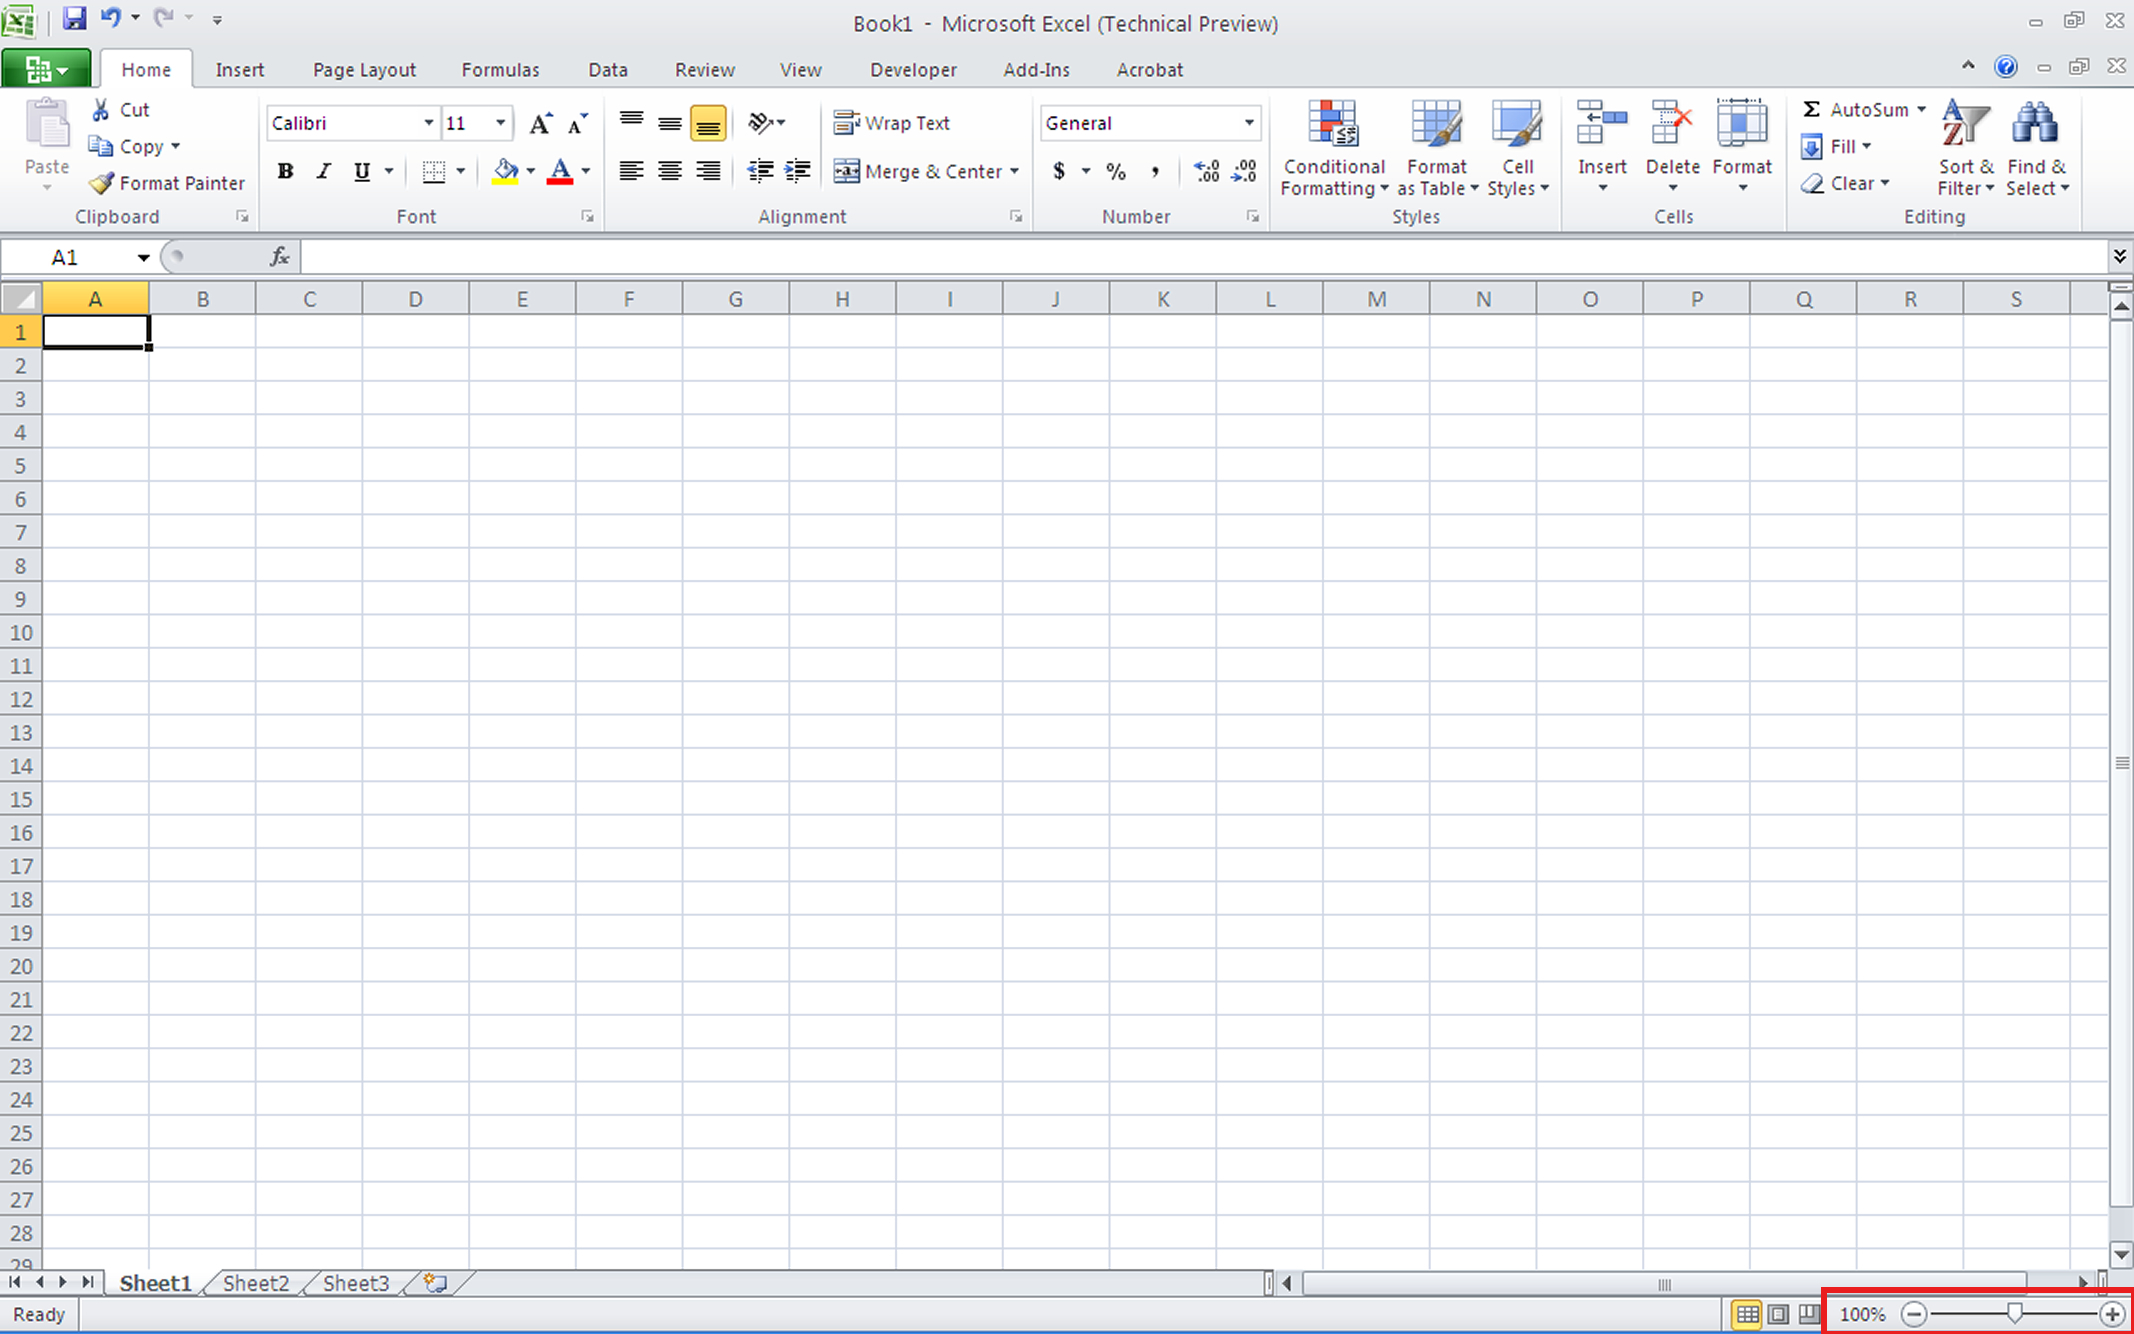 Book1 - Microsoft Excel (Technical Preview)
Home Insert Page Layout Formulas Data Review View Developer Add-Ins Acrobat
Paste
Cut
Copy
Format Painter
Clipboard
Calibri 11
B I U A
Font
Wrap Text
Merge & Center
Alignment
General
$ % ,
Number
Conditional Formatting
Format as Table
Cell Styles
Styles
Insert Delete Format
Cells
Σ AutoSum
Fill
Clear
Sort & Filter
Find & Select
Editing
A1 fx
A B C D E F G H I J K L M N O P Q R S
1
2
3
4
5
6
7
8
9
10
11
12
13
14
15
16
17
18
19
20
21
22
23
24
25
26
27
28
29
Sheet1 Sheet2 Sheet3
Ready 100%